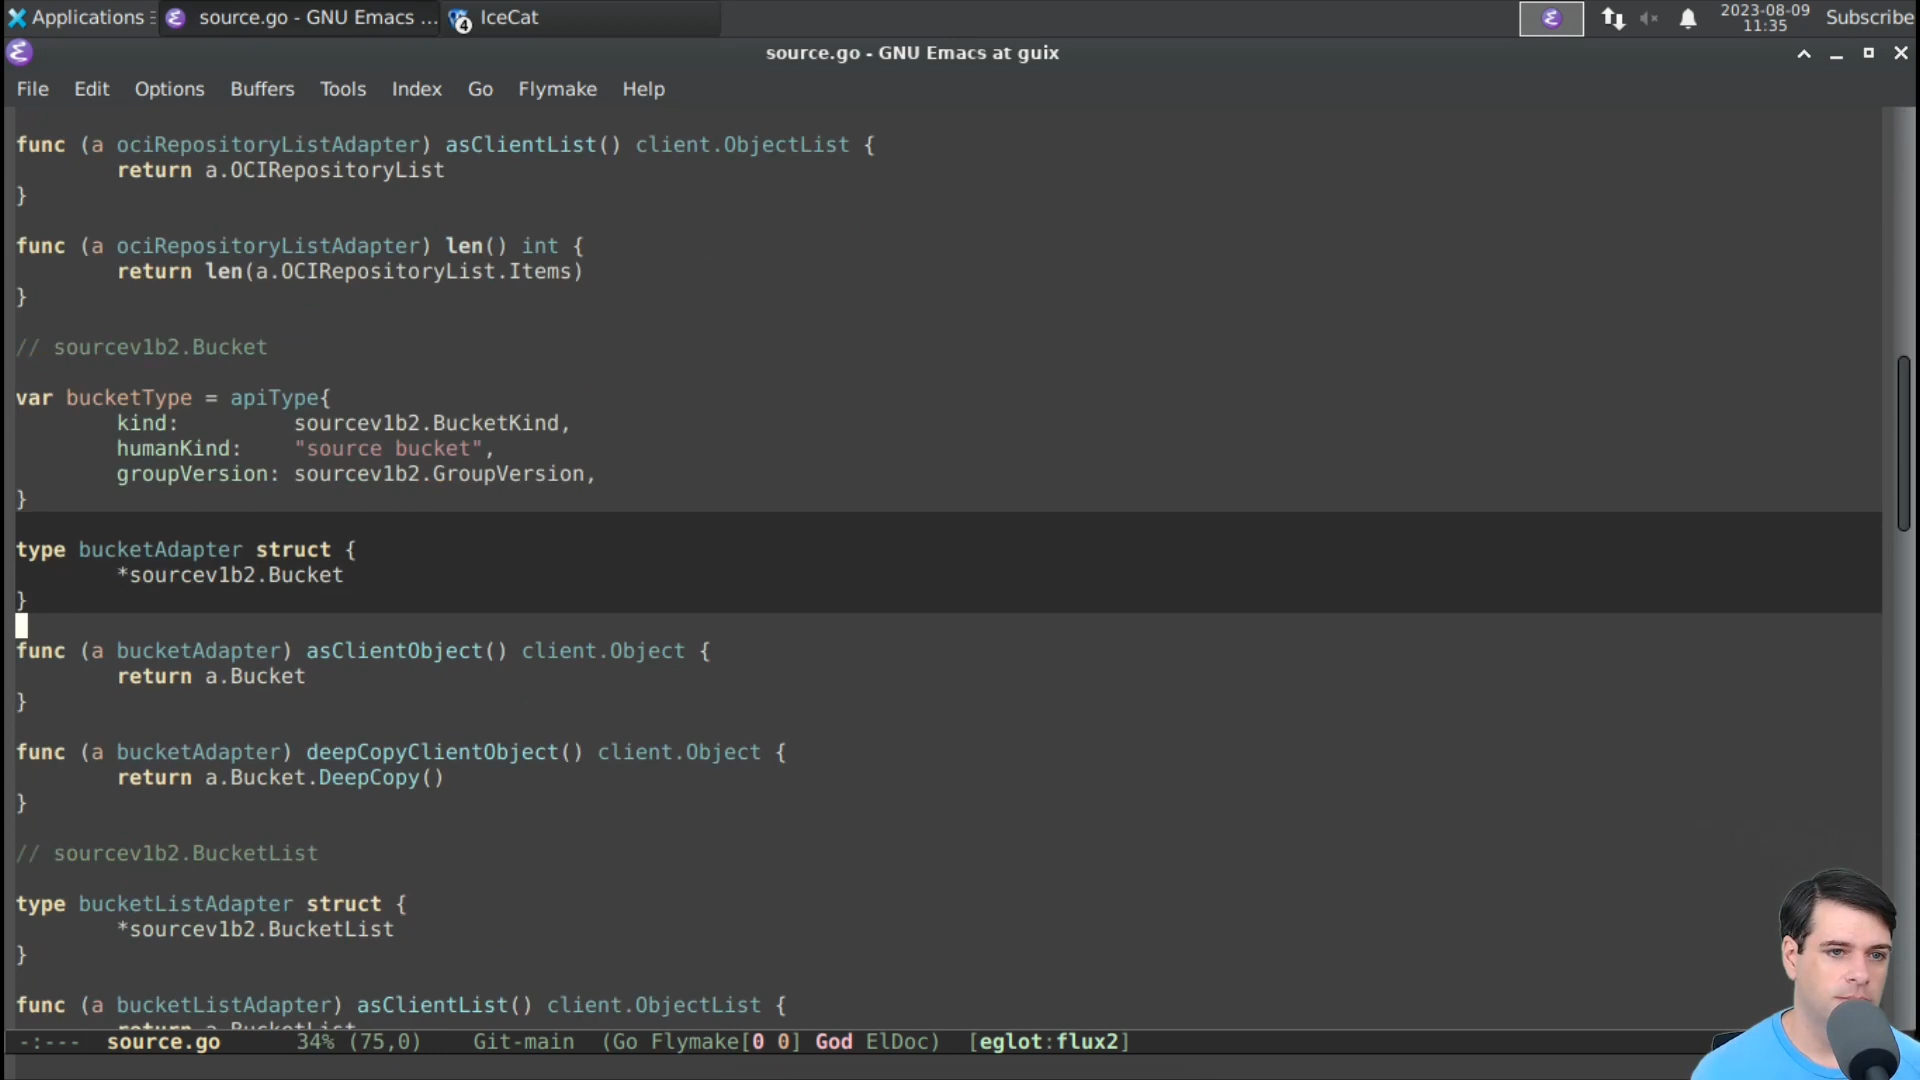 Applications
source.go - GNU Emacs ...
4
IceCat
2023-08-09
11:35
Subscribe
source.go - GNU Emacs at guix
File Edit Options Buffers Tools Index Go Flymake Help
func (a ociRepositoryListAdapter) asClientList() client.ObjectList {
return a.OCIRepositoryList
}
func (a ociRepositoryListAdapter) len() int {
return len(a.OCIRepositoryList.Items)
}
// sourcev1b2.Bucket
var bucketType = apiType{
kind: sourcev1b2.BucketKind,
humanKind: "source bucket",
groupVersion: sourcev1b2.GroupVersion,
}
type bucketAdapter struct {
*sourcev1b2.Bucket
}
func (a bucketAdapter) asClientObject() client.Object {
return a.Bucket
}
func (a bucketAdapter) deepCopyClientObject() client.Object {
return a.Bucket.DeepCopy()
}
// sourcev1b2.BucketList
type bucketListAdapter struct {
*sourcev1b2.BucketList
}
func (a bucketListAdapter) asClientList() client.ObjectList {
return a.BucketList
-:--- source.go 34% (75,0) Git-main (Go Flymake[0 0] God ElDoc) [eglot:flux2]